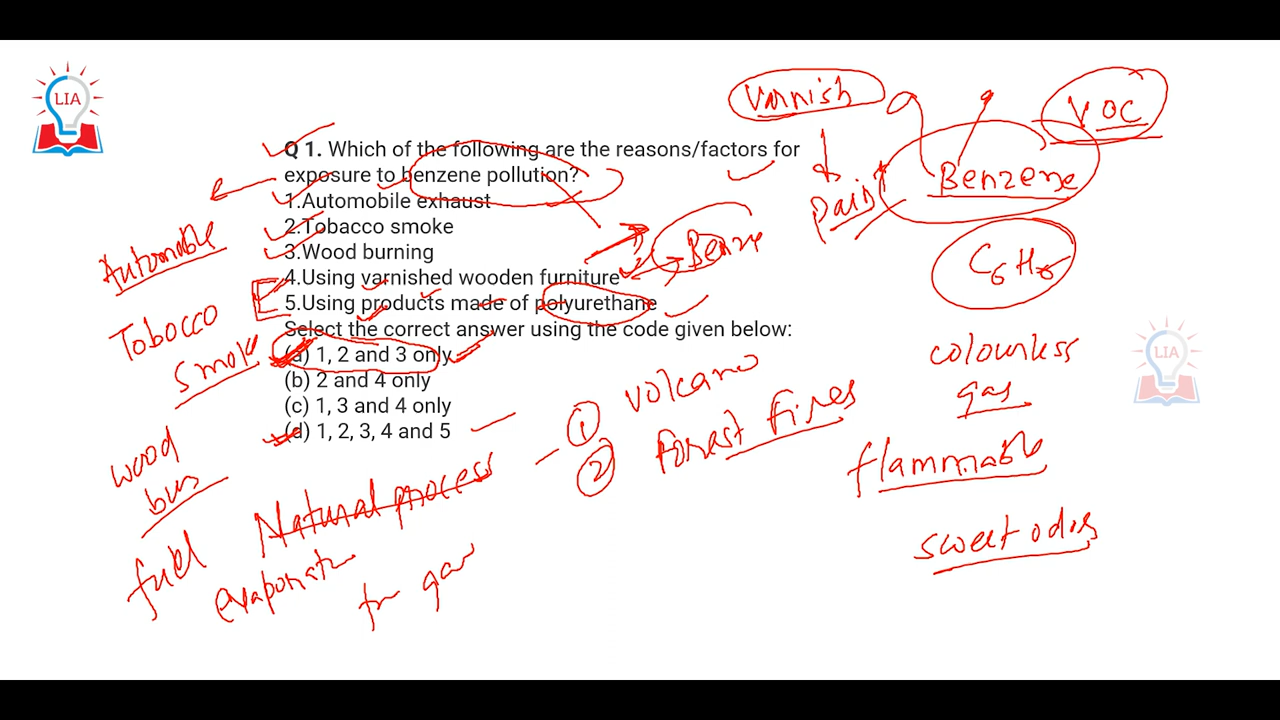 LIA
Varnish
VOC
Q 1. Which of the following are the reasons/factors for
exposure to benzene pollution?
Benzene
Paint
1.Automobile exhaust
2.Tobacco smoke
3.Wood burning
Benze
Automobile
4.Using varnished wooden furniture
C6H6
5.Using products made of polyurethane
Tobacco
Smoke
Select the correct answer using the code given below:
(a) 1, 2 and 3 only
(b) 2 and 4 only
(c) 1, 3 and 4 only
(d) 1, 2, 3, 4 and 5
LIA
colourless
gas
① volcano
② Forest fires
flammable
wood
Natural process
sweet odor
fuel